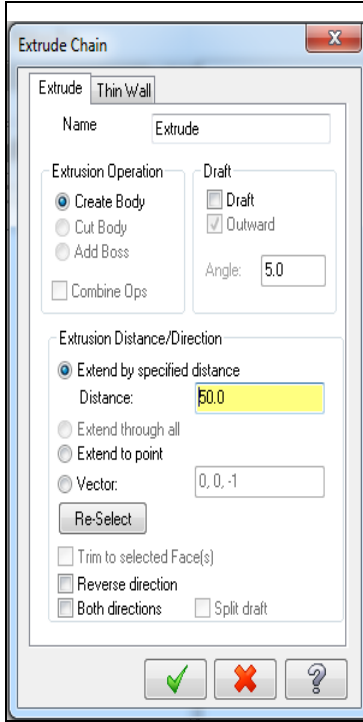 Extrude Chain
Extrude Thin Wall
Name Extrude
Extrusion Operation
Create Body
Cut Body
Add Boss
Combine Ops
Draft
Draft
Outward
Angle: 5.0
Extrusion Distance/Direction
Extend by specified distance
Distance: 50.0
Extend through all
Extend to point
Vector: 0, 0, -1
Re-Select
Trim to selected Face(s)
Reverse direction
Both directions Split draft